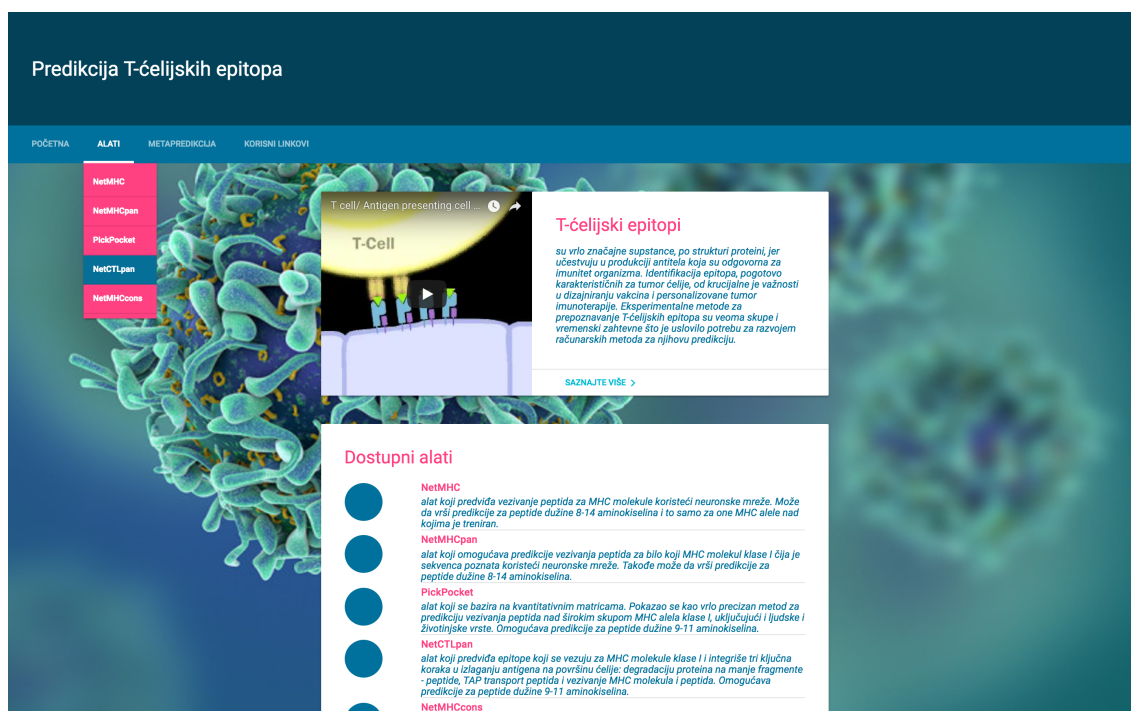 Predikcija T-ćelijskih epitopa
POČETNA
ALATI
METAPREDIKCIJA
KORISNI LINKOVI
NetMHC
NetMHCpan
PickPocket
NetCTLpan
NetMHCcons
T cell/ Antigen presenting cell ...
T-Cell
T-ćelijski epitopi
su vrlo značajne supstance, po strukturi proteini, jer
učestvuju u produkciji antitela koja su odgovorna za
imunitet organizma. Identifikacija epitopa, pogotovo
karakterističnih za tumor ćelije, od krucijalne je važnosti
u dizajniranju vakcina i personalizovane tumor
imunoterapije. Eksperimentalne metode za
prepoznavanje T-ćelijskih epitopa su veoma skupe i
vremenski zahtevne što je uslovilo potrebu za razvojem
računarskih metoda za njihovu predikciju.
SAZNAJTE VIŠE
Dostupni alati
NetMHC
alat koji predviđa vezivanje peptida za MHC molekule koristeći neuronske mreže. Može
da vrši predikcije za peptide dužine 8-14 aminokiselina i to samo za one MHC alele nad
kojima je treniran.
NetMHCpan
alat koji omogućava predikcije vezivanja peptida za bilo koji MHC molekul klase I čija je
sekvenca poznata koristeći neuronske mreže. Takođe može da vrši predikcije za
peptide dužine 8-14 aminokiselina.
PickPocket
alat koji se bazira na kvantitativnim matricama. Pokazao se kao vrlo precizan metod za
predikciju vezivanja peptida nad širokim skupom MHC alela klase I, uključujući i ljudske i
životinjske vrste. Omogućava predikcije za peptide dužine 9-11 aminokiselina.
NetCTLpan
alat koji predviđa epitope koji se vezuju za MHC molekule klase I i integriše tri ključna
koraka u izlaganju antigena na površinu ćelije: degradaciju proteina na manje fragmente
- peptide, TAP transport peptida i vezivanje MHC molekula i peptida. Omogućava
predikcije za peptide dužine 9-11 aminokiselina.
NetMHCcons